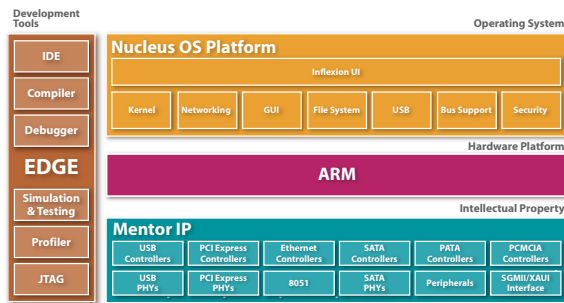 Development
Tools
Operating System
IDE
Compiler
Debugger
EDGE
Simulation
& Testing
Profiler
JTAG
Nucleus OS Platform
Inflexion UI
Kernel
Networking
GUI
File System
USB
Bus Support
Security
Hardware Platform
ARM
Intellectual Property
Mentor IP
USB
Controllers
PCI Express
Controllers
Ethernet
Controllers
SATA
Controllers
PATA
Controllers
PCMCIA
Controllers
USB
PHYs
PCI Express
PHYs
8051
SATA
PHYs
Peripherals
SGMII/XAUI
Interface